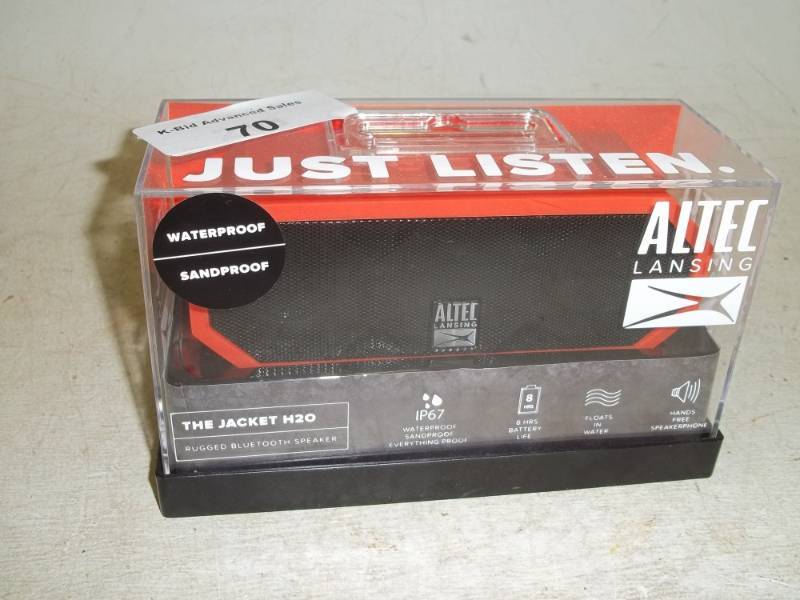 K-Bid Advanced Sales
70
JUST LISTEN.
WATERPROOF
SANDPROOF
ALTEC
LANSING
ALTEC
LANSING
THE JACKET H2O
RUGGED BLUETOOTH SPEAKER
IP67
WATERPROOF
SANDPROOF
EVERYTHING PROOF
8
HRS
8 HRS
BATTERY
LIFE
FLOATS
IN
WATER
HANDS
FREE
SPEAKERPHONE